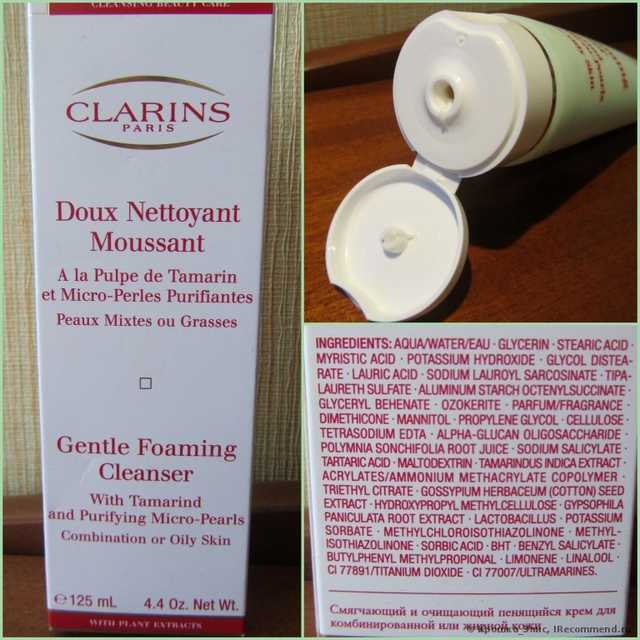 CLEANSING BEAUTY CARE
CLARINS
PARIS
Doux Nettoyant
Moussant
A la Pulpe de Tamarin
et Micro-Perles Purifiantes
Peaux Mixtes ou Grasses
Gentle Foaming
Cleanser
With Tamarind
and Purifying Micro-Pearls
Combination or Oily Skin
℮ 125 mL 4.4 Oz. Net Wt.
WITH PLANT EXTRACTS
INGREDIENTS: AQUA/WATER/EAU · GLYCERIN · STEARIC ACID ·
MYRISTIC ACID · POTASSIUM HYDROXIDE · GLYCOL DISTEA-
RATE · LAURIC ACID · SODIUM LAUROYL SARCOSINATE · TIPA-
LAURETH SULFATE · ALUMINUM STARCH OCTENYLSUCCINATE ·
GLYCERYL BEHENATE · OZOKERITE · PARFUM/FRAGRANCE ·
DIMETHICONE · MANNITOL · PROPYLENE GLYCOL · CELLULOSE ·
TETRASODIUM EDTA · ALPHA-GLUCAN OLIGOSACCHARIDE ·
POLYMNIA SONCHIFOLIA ROOT JUICE · SODIUM SALICYLATE ·
TARTARIC ACID · MALTODEXTRIN · TAMARINDUS INDICA EXTRACT ·
ACRYLATES/AMMONIUM METHACRYLATE COPOLYMER ·
TRIETHYL CITRATE · GOSSYPIUM HERBACEUM (COTTON) SEED
EXTRACT · HYDROXYPROPYL METHYLCELLULOSE · GYPSOPHILA
PANICULATA ROOT EXTRACT · LACTOBACILLUS · POTASSIUM
SORBATE · METHYLCHLOROISOTHIAZOLINONE · METHYL-
ISOTHIAZOLINONE · SORBIC ACID · BHT · BENZYL SALICYLATE ·
BUTYLPHENYL METHYLPROPIONAL · LIMONENE · LINALOOL ·
CI 77891/TITANIUM DIOXIDE · CI 77007/ULTRAMARINES.
Смягчающий и очищающий пенящийся крем для
комбинированной или жирной кожи
IRecommend.ru